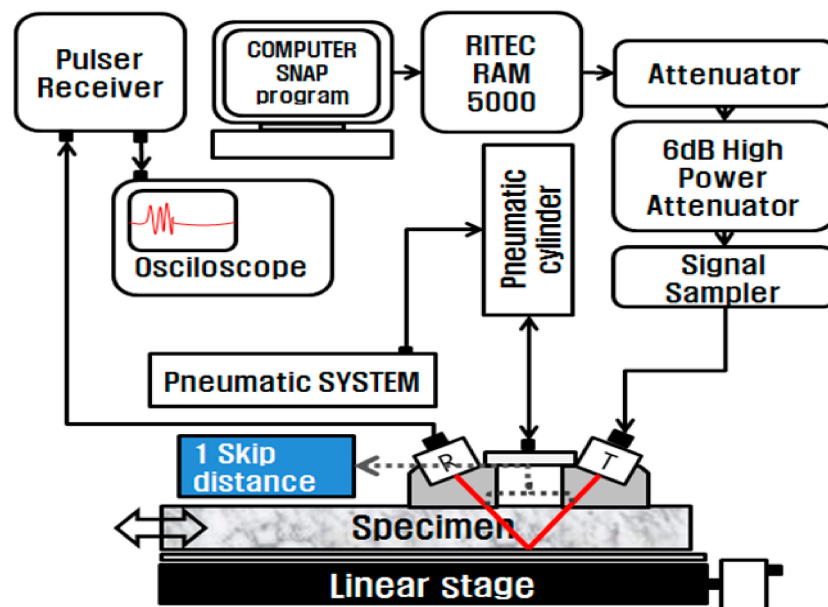 Pulser
Receiver
COMPUTER
SNAP
program
RITEC
RAM
5000
Attenuator
6dB High
Power
Attenuator
Signal
Sampler
Osciloscope
Pneumatic
cylinder
Pneumatic SYSTEM
1 Skip
distance
R
T
Specimen
Linear stage